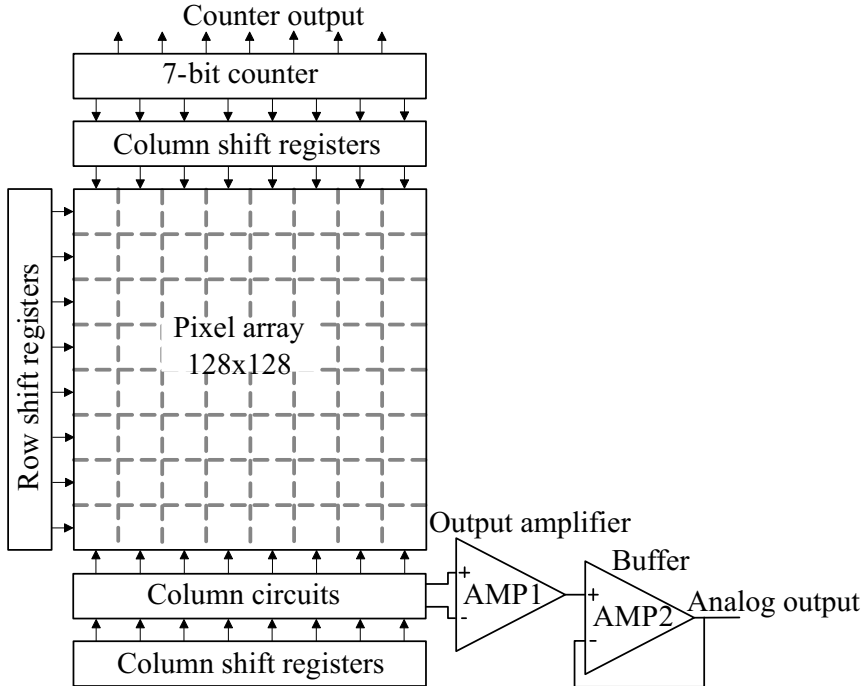 Counter output
7-bit counter
Column shift registers
Row shift registers
Pixel array
128x128
Output amplifier
Buffer
+
-
AMP1
+
-
AMP2
Analog output
Column circuits
Column shift registers